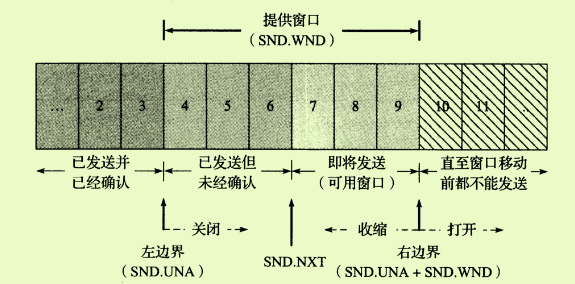 提供窗口
（SND.WND）
... 2 3 4 5 6 7 8 9 10 11 ..
已发送并 已发送但 即将发送 直至窗口移动
已经确认 未经确认 （可用窗口） 前都不能发送
关闭 收缩 打开
左边界 SND.NXT 右边界
（SND.UNA） （SND.UNA + SND.WND）